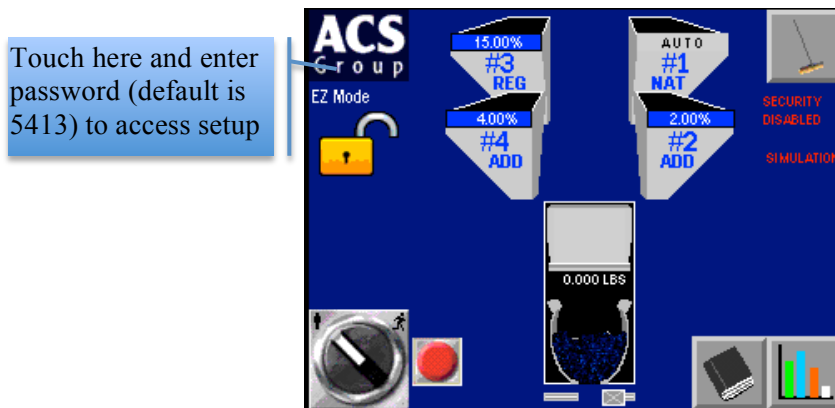 Touch here and enter
password (default is
5413) to access setup
ACS
Group
EZ Mode
15.00%
#3
REG
AUTO
#1
NAT
4.00%
#4
ADD
2.00%
#2
ADD
SECURITY
DISABLED
SIMULATION
0.000 LBS